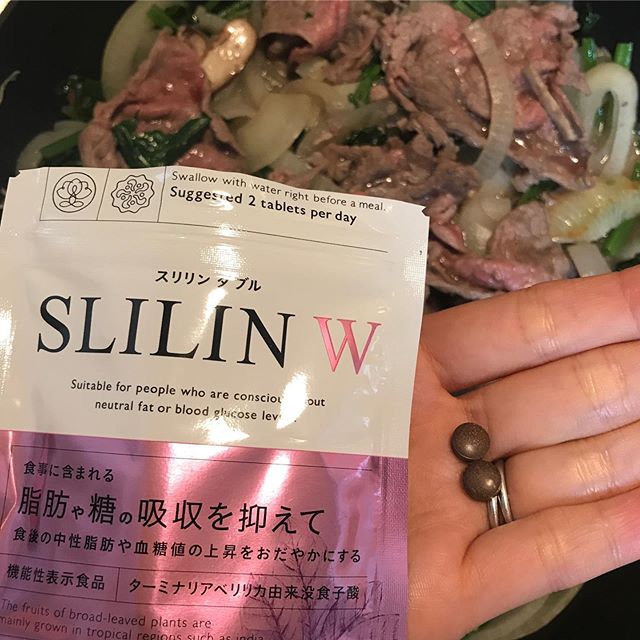 Swallow with water right before a meal.
Suggested 2 tablets per day
スリリン ダブル
SLILIN W
Suitable for people who are conscious about
neutral fat or blood glucose level.
食事に含まれる
脂肪や糖の吸収を抑えて
食後の中性脂肪や血糖値の上昇をおだやかにする
機能性表示食品
ターミナリアベリリカ由来没食子酸
The fruits of broad-leaved plants are
mainly grown in tropical regions such as india